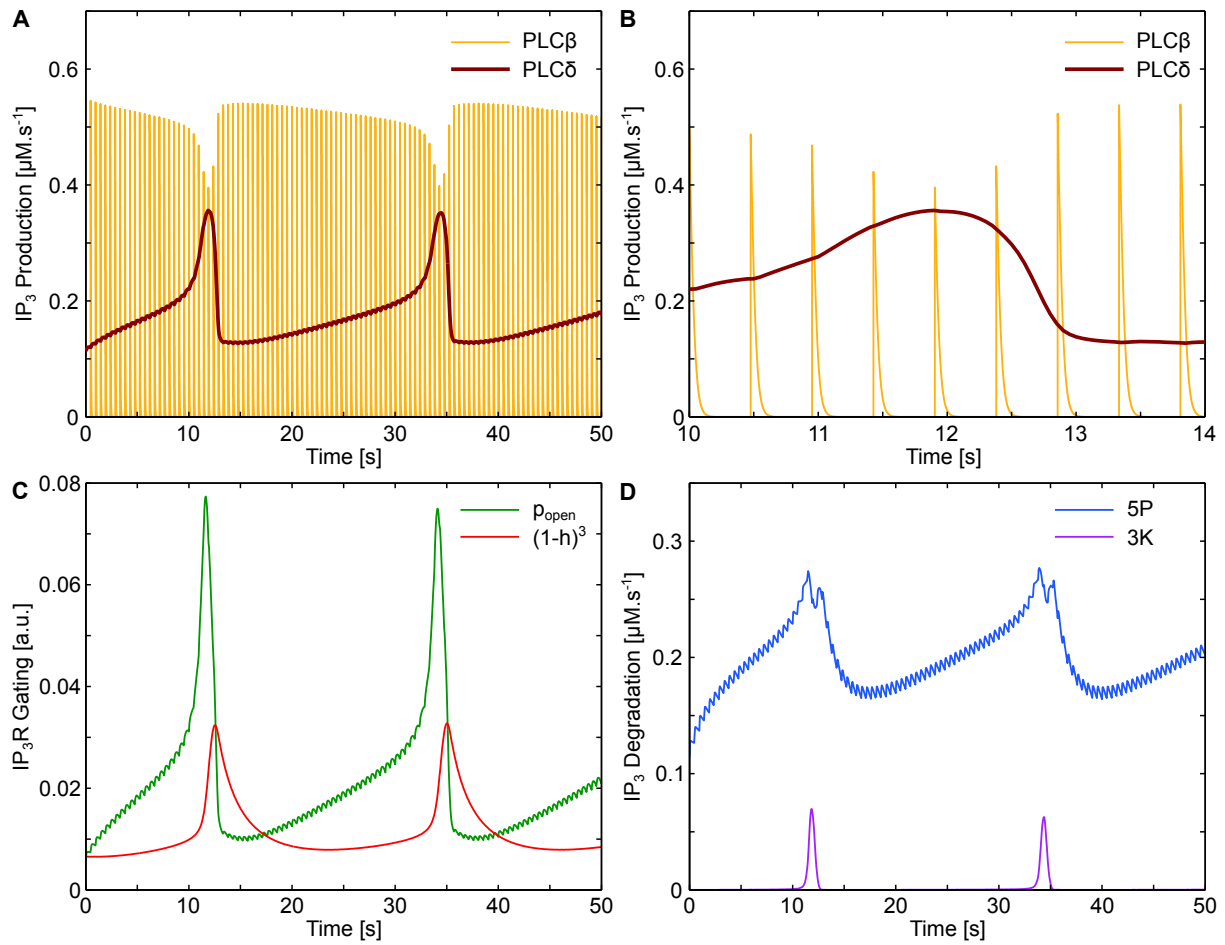 A
PLCβ
PLCδ
0.6
0.4
0.2
0
IP₃ Production [µM.s⁻¹]
0 10 20 30 40 50
Time [s]
B
PLCβ
PLCδ
0.6
0.4
0.2
0
IP₃ Production [µM.s⁻¹]
10 11 12 13 14
Time [s]
C
p_open
(1-h)³
0.08
0.06
0.04
0.02
0
IP₃R Gating [a.u.]
0 10 20 30 40 50
Time [s]
D
5P
3K
0.3
0.2
0.1
0
IP₃ Degradation [µM.s⁻¹]
0 10 20 30 40 50
Time [s]